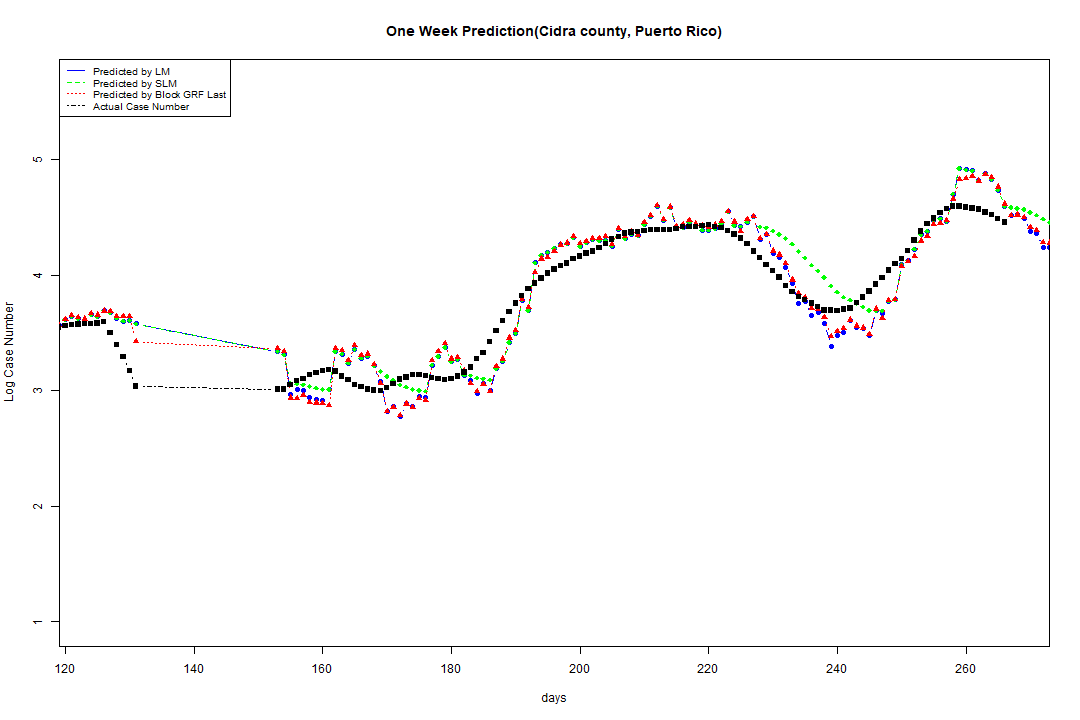 One Week Prediction(Cidra county, Puerto Rico)
Predicted by LM
Predicted by SLM
Predicted by Block GRF Last
Actual Case Number
5
4
3
2
1
Log Case Number
120 140 160 180 200 220 240 260
days